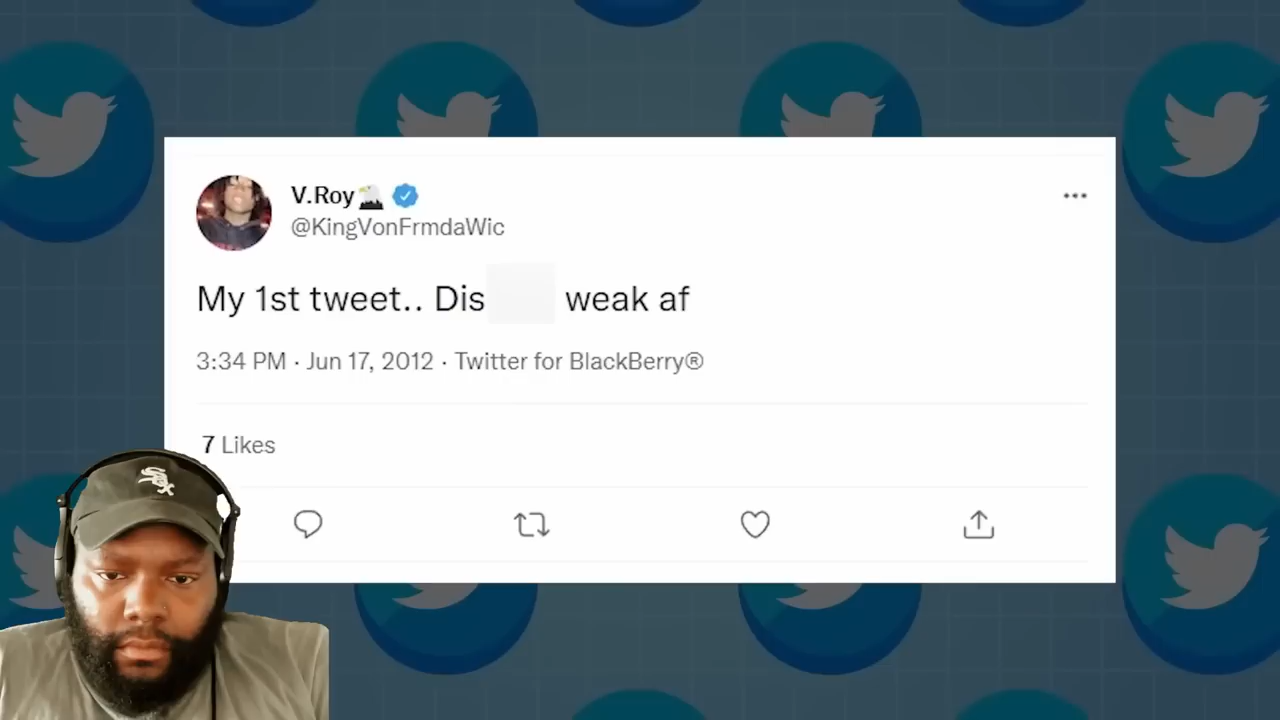 V.Roy🦅
@KingVonFrmdaWic
My 1st tweet.. Dis weak af
3:34 PM · Jun 17, 2012 · Twitter for BlackBerry®
7 Likes
Sox